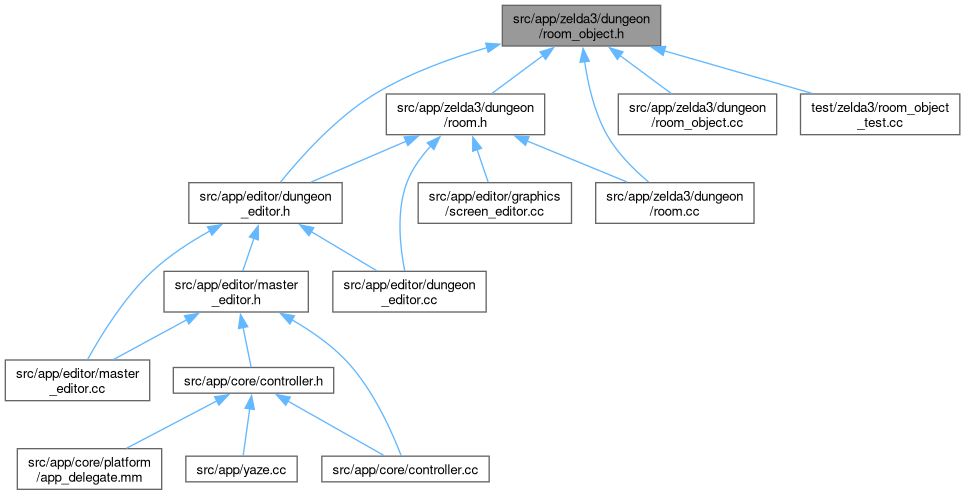 src/app/zelda3/dungeon
/room_object.h
src/app/zelda3/dungeon
/room.h
src/app/zelda3/dungeon
/room_object.cc
test/zelda3/room_object
_test.cc
src/app/editor/dungeon
_editor.h
src/app/editor/graphics
/screen_editor.cc
src/app/zelda3/dungeon
/room.cc
src/app/editor/master
_editor.h
src/app/editor/dungeon
_editor.cc
src/app/editor/master
_editor.cc
src/app/core/controller.h
src/app/core/platform
/app_delegate.mm
src/app/yaze.cc
src/app/core/controller.cc